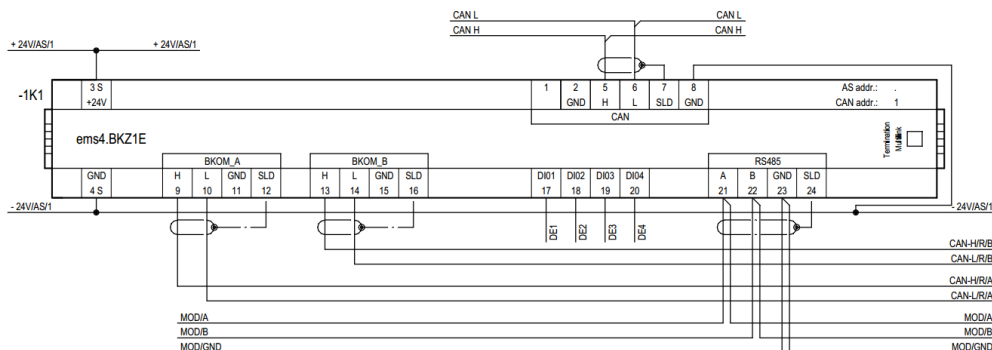 CAN L CAN L
CAN H CAN H
+ 24V/AS/1 + 24V/AS/1
-1K1
3 S 1 2 5 6 7 8 AS addr.: .
+24V GND H L SLD GND CAN addr.: 1
CAN
ems4.BKZ1E
Termination
Multilink
BKOM_A BKOM_B RS485
GND H L GND SLD H L GND SLD DI01 DI02 DI03 DI04 A B GND SLD
4 S 9 10 11 12 13 14 15 16 17 18 19 20 21 22 23 24
- 24V/AS/1 - 24V/AS/1
DE1 DE2 DE3 DE4
CAN-H/R/B
CAN-L/R/B
CAN-H/R/A
CAN-L/R/A
MOD/A MOD/A
MOD/B MOD/B
MOD/GND MOD/GND